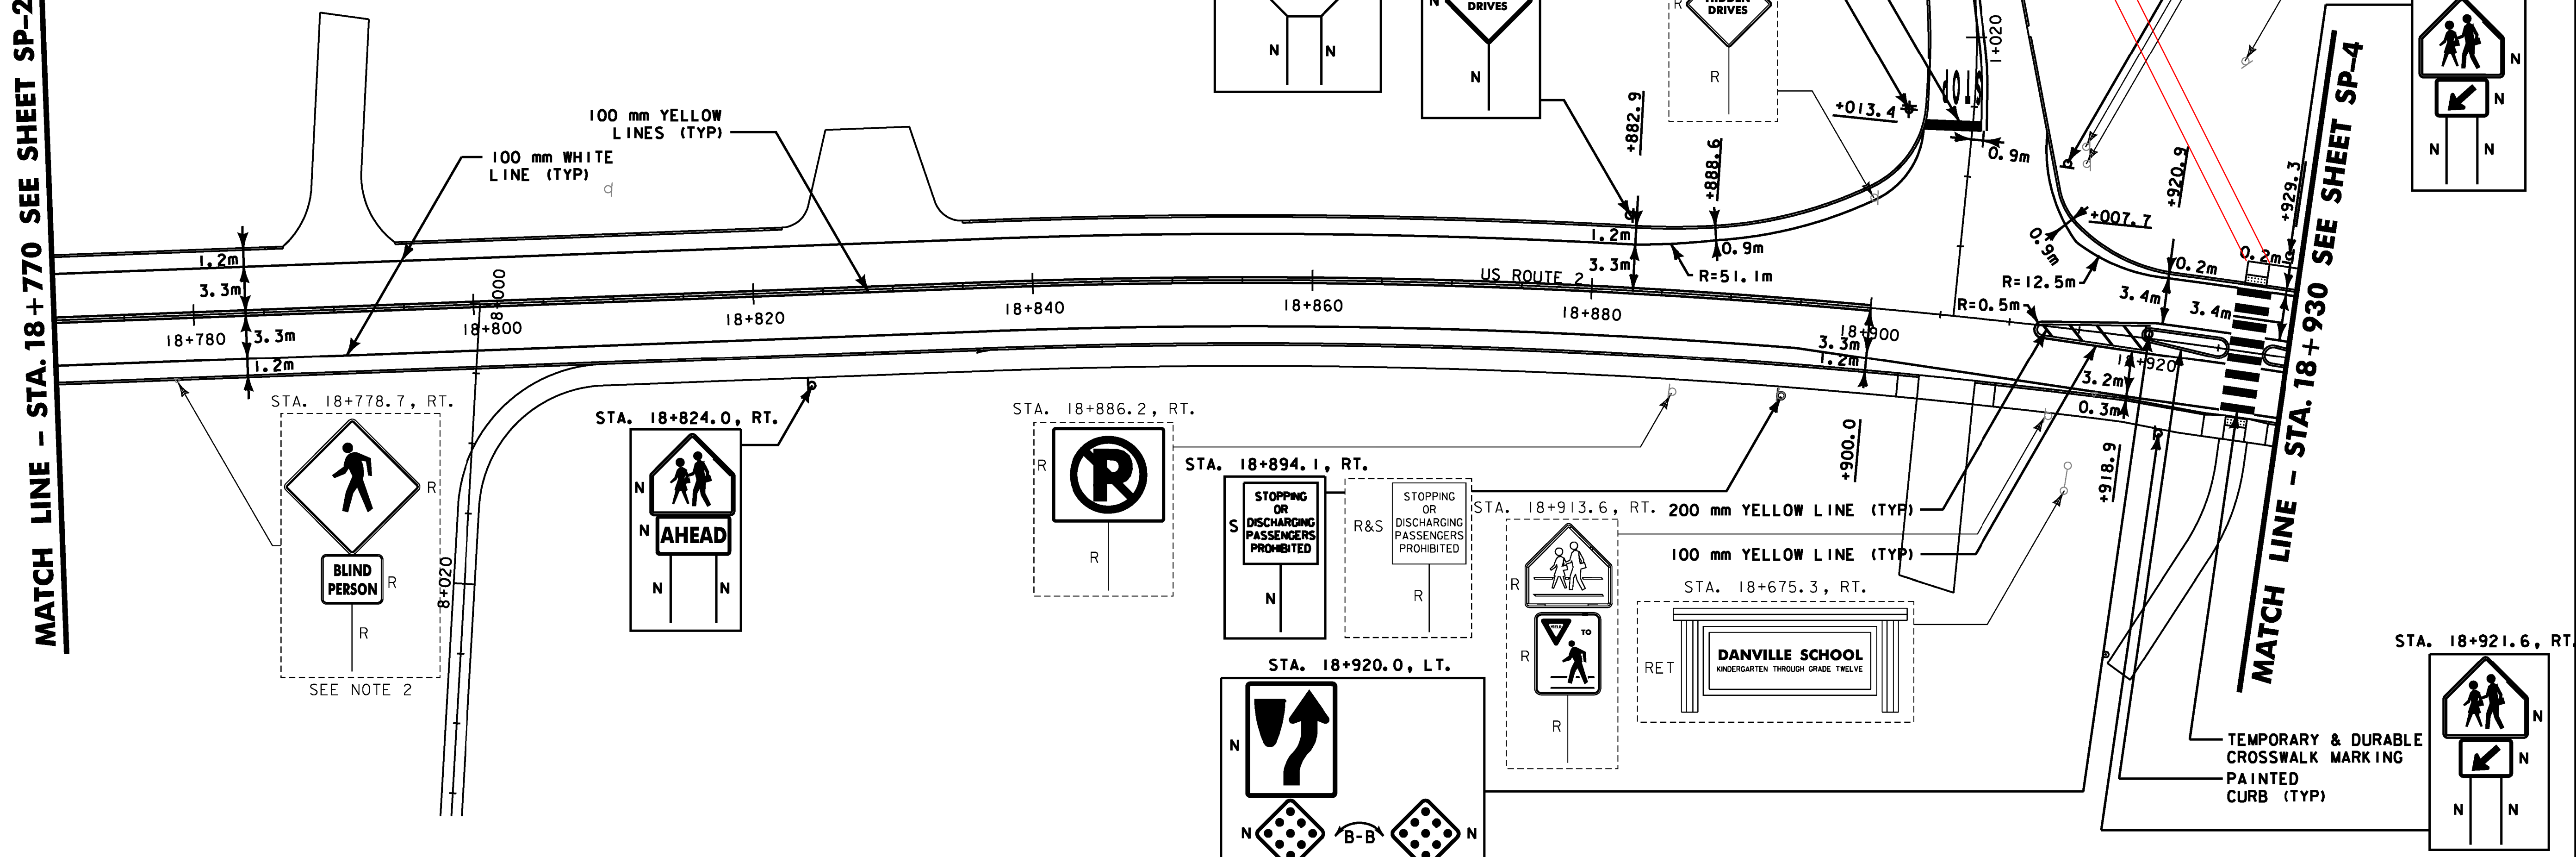 MATCH LINE - STA. 18+770 SEE SHEET SP-2
N
N
N
DRIVES
N
R
DRIVES
R
1+020
STOP
+013.4
0.9m
+882.9
+888.6
+920.9
+929.3
MATCH LINE - STA. 18+930 SEE SHEET SP-4
N
N
N
N
100 mm YELLOW
LINES (TYP)
100 mm WHITE
LINE (TYP)
1.2m
3.3m
3.3m
1.2m
18+780
8+000
18+800
18+820
18+840
18+860
18+880
18+900
18+920
US ROUTE 2
1.2m
3.3m
0.9m
R=51.1m
+007.7
0.9m
R=12.5m
R=0.5m
0.2m
0.2m
3.4m
3.4m
3.3m
1.2m
3.2m
0.3m
+900.0
+918.9
8+020
STA. 18+778.7, RT.
R
BLIND
PERSON
R
R
SEE NOTE 2
STA. 18+824.0, RT.
N
N
AHEAD
N
N
STA. 18+886.2, RT.
R
P
R
STA. 18+894.1, RT.
S
STOPPING
OR
DISCHARGING
PASSENGERS
PROHIBITED
N
R&S
STOPPING
OR
DISCHARGING
PASSENGERS
PROHIBITED
R
STA. 18+913.6, RT.
R
R
YIELD
TO
R
200 mm YELLOW LINE (TYP)
100 mm YELLOW LINE (TYP)
STA. 18+675.3, RT.
RET
DANVILLE SCHOOL
KINDERGARTEN THROUGH GRADE TWELVE
STA. 18+920.0, LT.
N
N
B-B
N
TEMPORARY & DURABLE
CROSSWALK MARKING
PAINTED
CURB (TYP)
STA. 18+921.6, RT.
N
N
N
N